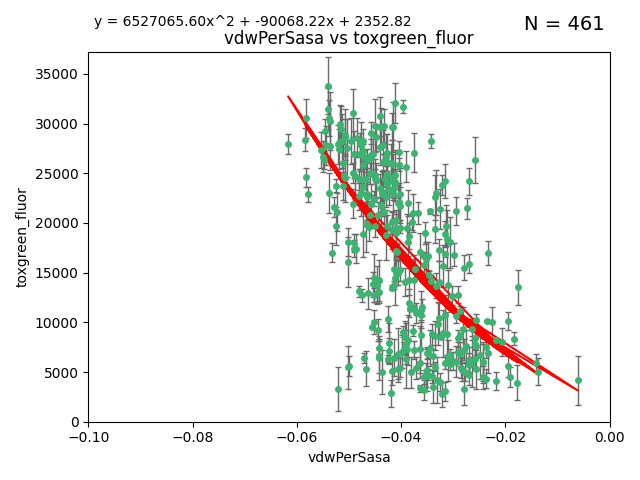 y = 6527065.60x^2 + -90068.22x + 2352.82
N = 461
vdwPerSasa vs toxgreen_fluor
toxgreen_fluor
35000
30000
25000
20000
15000
10000
5000
0
−0.10
−0.08
−0.06
−0.04
−0.02
0.00
vdwPerSasa